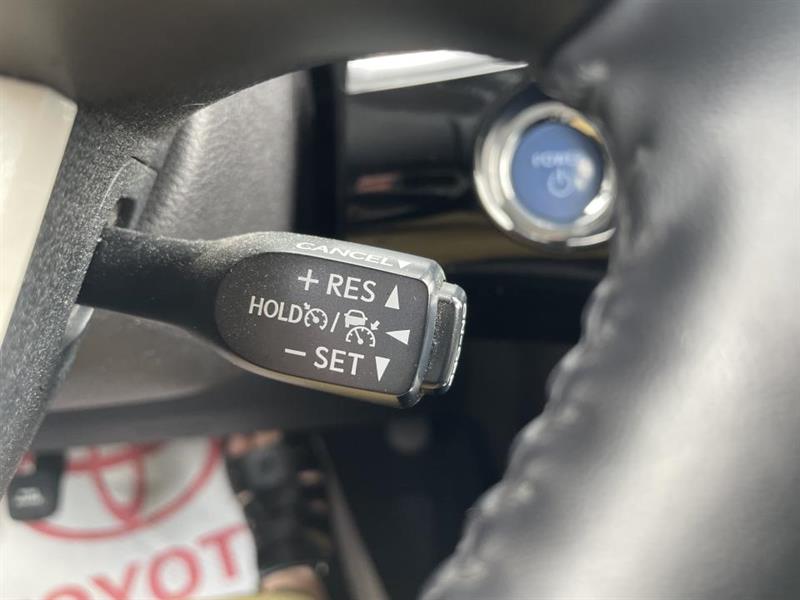 POWER
CANCEL▼
+ RES ▲
HOLD / ◀
− SET ▼
TOYOT